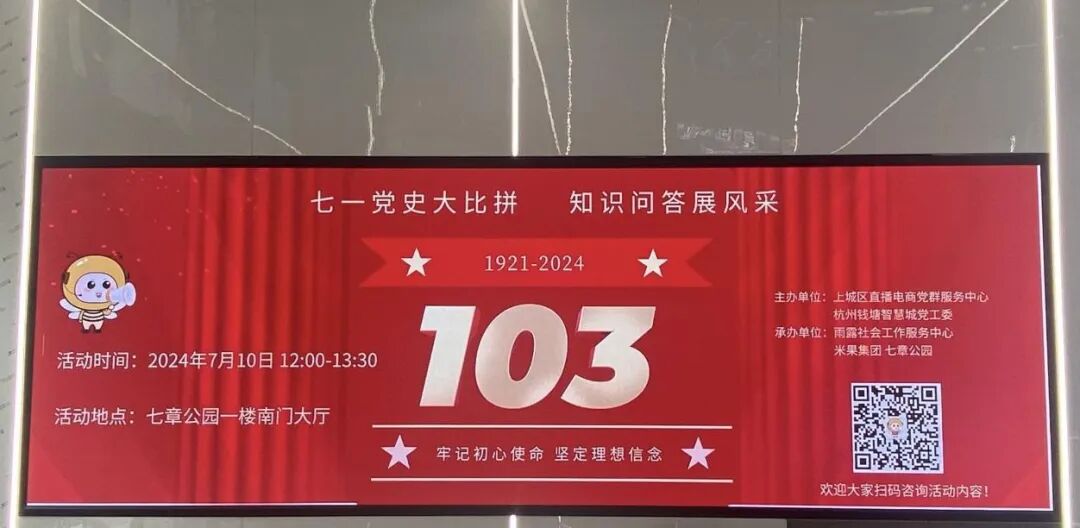 七一党史大比拼 知识问答展风采
1921-2024
103
主办单位：上城区直播电商党群服务中心
杭州钱塘智慧城党工委
承办单位：雨露社会工作服务中心
米果集团 七章公园
活动时间：2024年7月10日 12:00-13:30
活动地点：七章公园一楼南门大厅
牢记初心使命 坚定理想信念
欢迎大家扫码咨询活动内容！